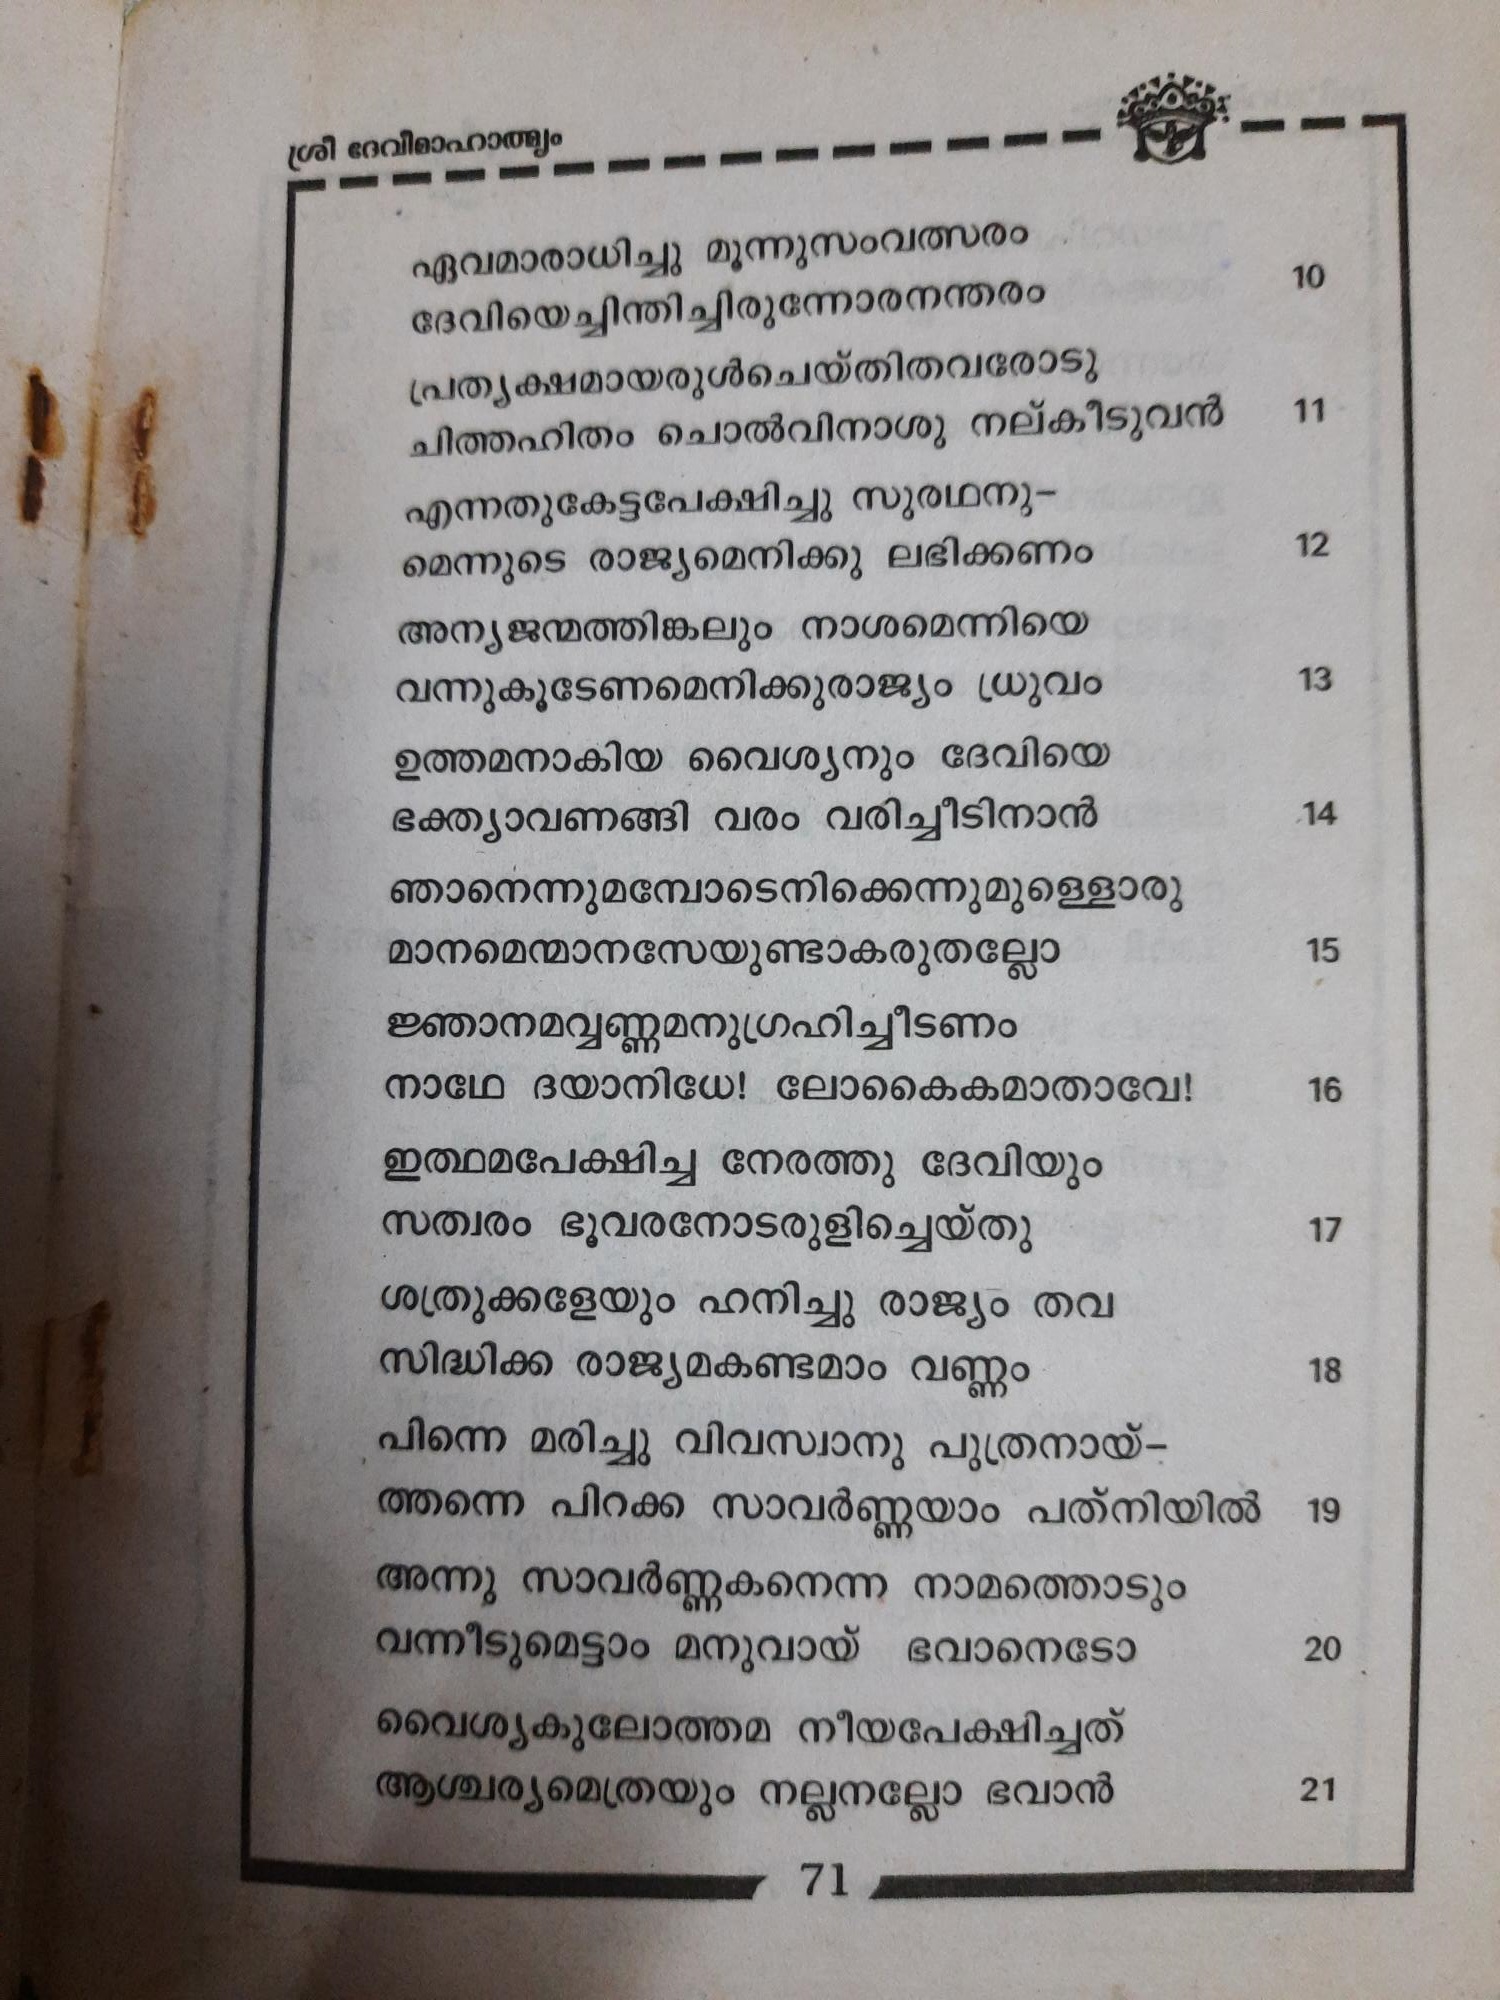 ശ്രീ ദേവീമാഹാത്മ്യം
ഏവമാരാധിച്ചു മൂന്നുസംവത്സരം
ദേവിയെച്ചിന്തിച്ചിരുന്നോരനന്തരം 10
പ്രത്യക്ഷമായരുൾചെയ്തിതവരോടു
ചിത്തഹിതം ചൊൽവിനാശു നല്കീടുവൻ 11
എന്നതുകേട്ടപേക്ഷിച്ചു സുരഥനു–
മെന്നുടെ രാജ്യമെനിക്കു ലഭിക്കണം 12
അന്യജന്മത്തിങ്കലും നാശമെന്നിയെ
വന്നുകൂടേണമെനിക്കുരാജ്യം ധ്രുവം 13
ഉത്തമനാകിയ വൈശ്യനും ദേവിയെ
ഭക്ത്യാവണങ്ങി വരം വരിച്ചീടിനാൻ 14
ഞാനെന്നുമമ്പോടെനിക്കെന്നുമുള്ളൊരു
മാനമെന്മാനസേയുണ്ടാകരുതല്ലോ 15
ജ്ഞാനമവ്വണ്ണമനുഗ്രഹിച്ചീടണം
നാഥേ ദയാനിധേ! ലോകൈകമാതാവേ! 16
ഇത്ഥമപേക്ഷിച്ച നേരത്തു ദേവിയും
സത്വരം ഭൂവരനോടരുളിച്ചെയ്തു 17
ശത്രുക്കളേയും ഹനിച്ചു രാജ്യം തവ
സിദ്ധിക്ക രാജ്യമകണ്ടമാം വണ്ണം 18
പിന്നെ മരിച്ചു വിവസ്വാനു പുത്രനായ്–
ത്തന്നെ പിറക്ക സാവർണ്ണയാം പത്നിയിൽ 19
അന്നു സാവർണ്ണകനെന്ന നാമത്തൊടും
വന്നീടുമെട്ടാം മനുവായ് ഭവാനെടോ 20
വൈശ്യകുലോത്തമ നീയപേക്ഷിച്ചത്
ആശ്ചര്യമെത്രയും നല്ലനല്ലോ ഭവാൻ 21
71